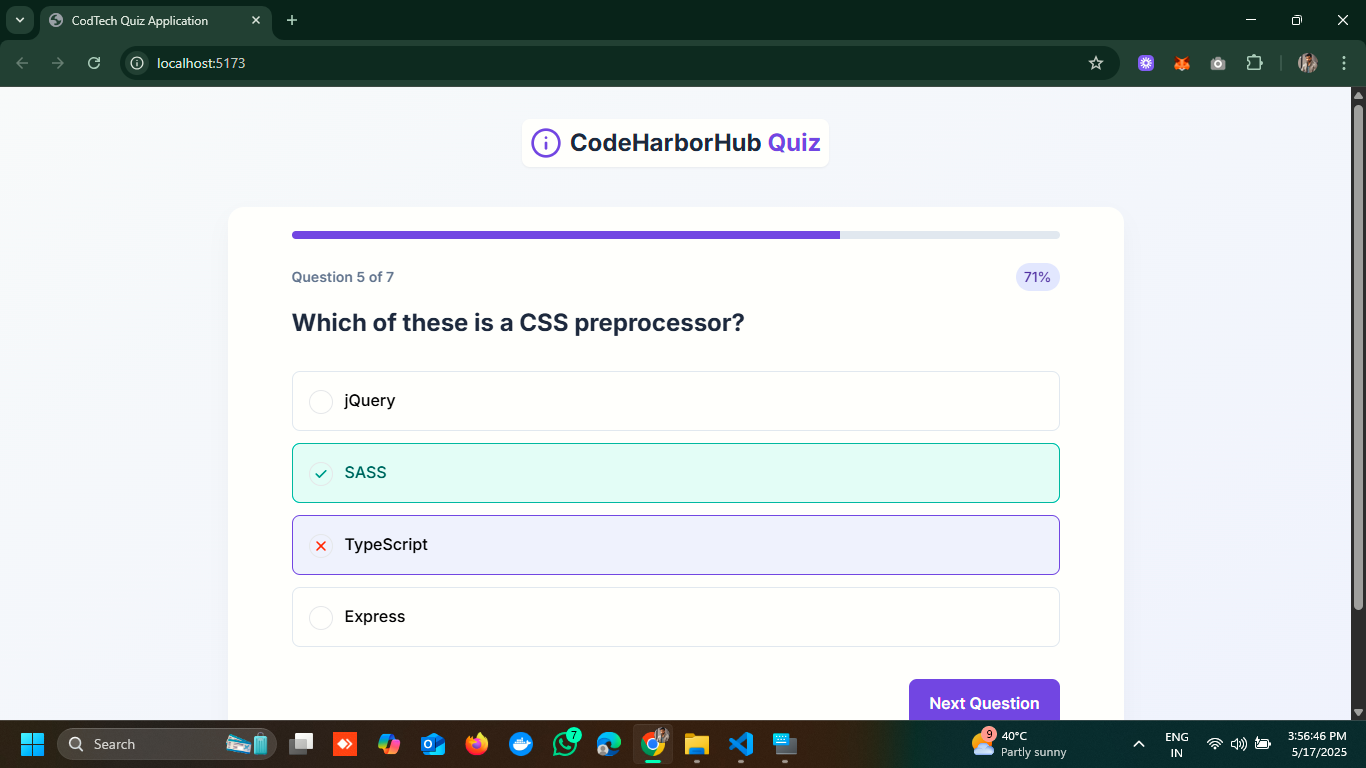 CodTech Quiz Application
localhost:5173
CodeHarborHub Quiz
Question 5 of 7
71%
Which of these is a CSS preprocessor?
jQuery
SASS
TypeScript
Express
Next Question
Search
7
9
40°C
Partly sunny
ENG
IN
3:56:46 PM
5/17/2025